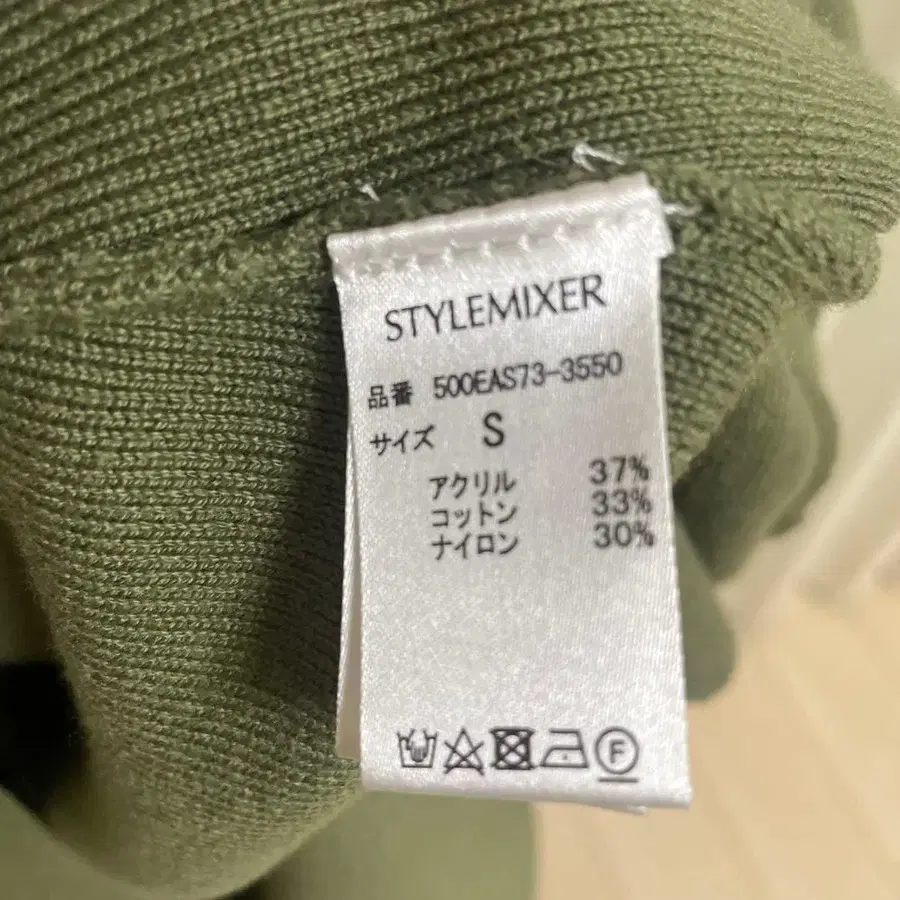 STYLEMIXER
品番 500EAS73-3550
サイズ S
アクリル 37%
コットン 33%
ナイロン 30%
F